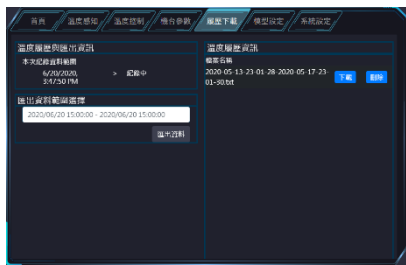 首頁
溫度感知
溫度控制
機台參數
履歷下載
模型設定
系統設定
溫度履歷與匯出資訊
本次紀錄資料範圍
6/20/2020,
3:47:50 PM
> 紀錄中
匯出資料範圍選擇
2020/06/20 15:00:00 - 2020/06/20 15:00:00
匯出資料
溫度履歷資訊
檔案名稱
2020-05-13-23-01-28-2020-05-17-23-
01-30.txt
下載
刪除